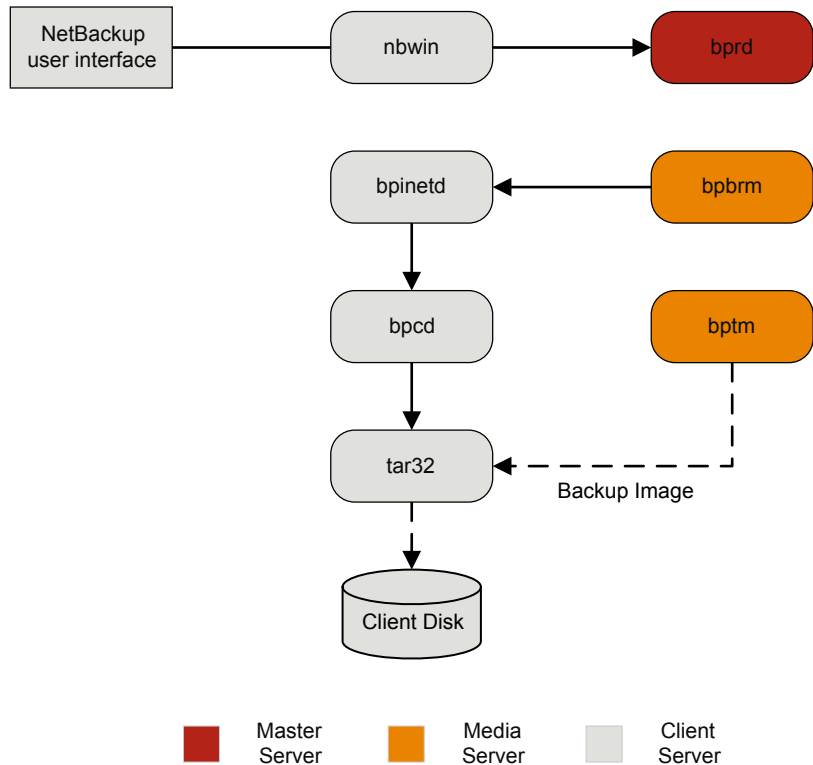 NetBackup
user interface
nbwin
bprd
bpinetd
bpbrm
bpcd
bptm
tar32
Backup Image
Client Disk
Master
Server
Media
Server
Client
Server